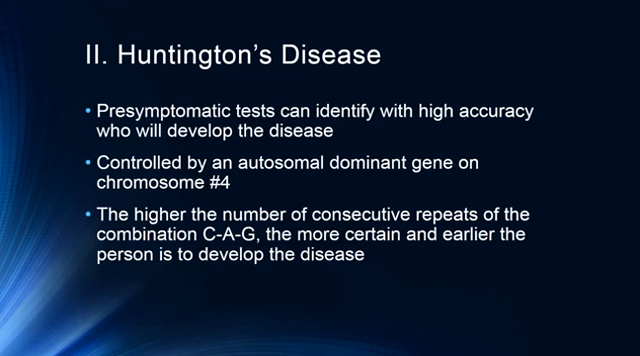 II. Huntington’s Disease
• Presymptomatic tests can identify with high accuracy
who will develop the disease
• Controlled by an autosomal dominant gene on
chromosome #4
• The higher the number of consecutive repeats of the
combination C-A-G, the more certain and earlier the
person is to develop the disease